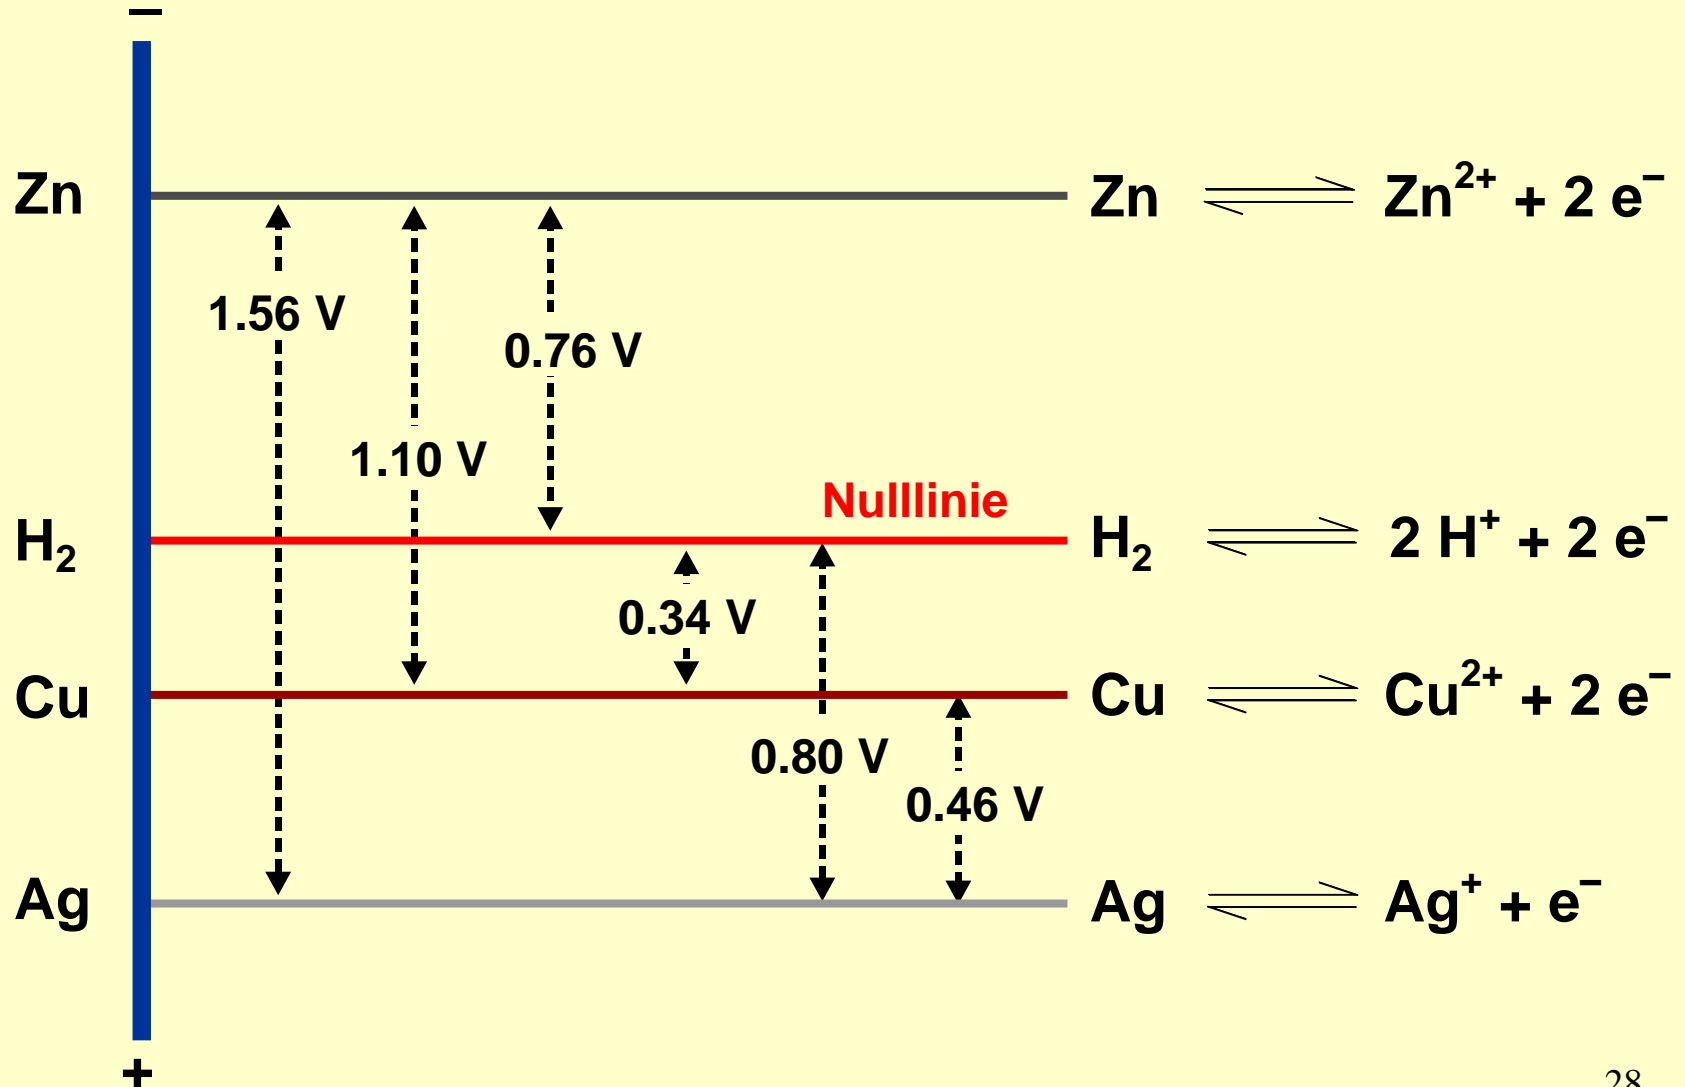 –
Zn
Zn ⇌ Zn²⁺ + 2 e⁻
1.56 V
0.76 V
1.10 V
Nulllinie
H₂
H₂ ⇌ 2 H⁺ + 2 e⁻
0.34 V
Cu
Cu ⇌ Cu²⁺ + 2 e⁻
0.80 V
0.46 V
Ag
Ag ⇌ Ag⁺ + e⁻
+
28